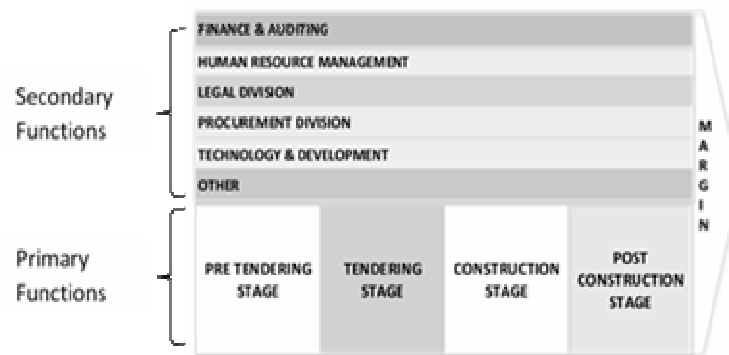 FINANCE & AUDITING
HUMAN RESOURCE MANAGEMENT
LEGAL DIVISION
PROCUREMENT DIVISION
TECHNOLOGY & DEVELOPMENT
OTHER
Secondary
Functions
PRE TENDERING
STAGE
TENDERING
STAGE
CONSTRUCTION
STAGE
POST
CONSTRUCTION
STAGE
Primary
Functions
M
A
R
G
I
N